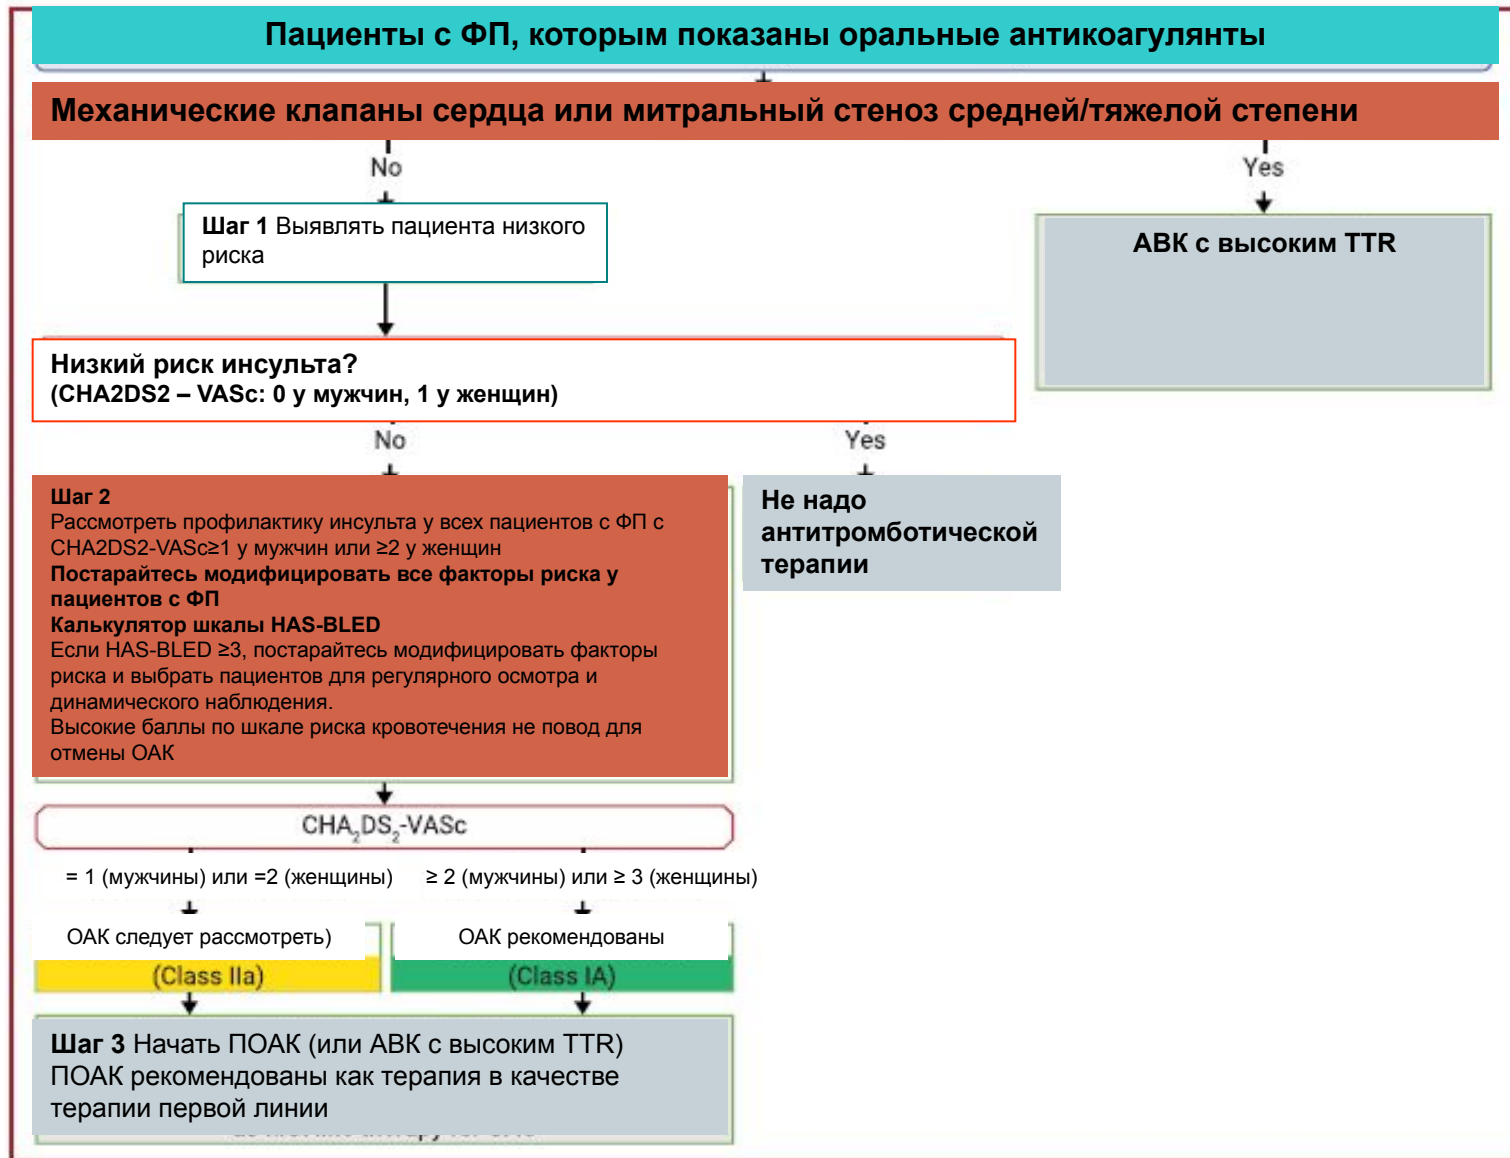 Пациенты с ФП, которым показаны оральные антикоагулянты
Механические клапаны сердца или митральный стеноз средней/тяжелой степени
No
Yes
Шаг 1 Выявлять пациента низкого
риска
АВК с высоким TTR
Низкий риск инсульта?
(CHA2DS2 – VASc: 0 у мужчин, 1 у женщин)
No
Yes
Шаг 2
Рассмотреть профилактику инсульта у всех пациентов с ФП с
CHA2DS2-VASc≥1 у мужчин или ≥2 у женщин
Постарайтесь модифицировать все факторы риска у
пациентов с ФП
Калькулятор шкалы HAS-BLED
Если HAS-BLED ≥3, постарайтесь модифицировать факторы
риска и выбрать пациентов для регулярного осмотра и
динамического наблюдения.
Высокие баллы по шкале риска кровотечения не повод для
отмены ОАК
Не надо
антитромботической
терапии
CHA₂DS₂-VASc
= 1 (мужчины) или =2 (женщины)
≥ 2 (мужчины) или ≥ 3 (женщины)
ОАК следует рассмотреть)
(Class IIa)
ОАК рекомендованы
(Class IA)
Шаг 3 Начать ПОАК (или АВК с высоким TTR)
ПОАК рекомендованы как терапия в качестве
терапии первой линии